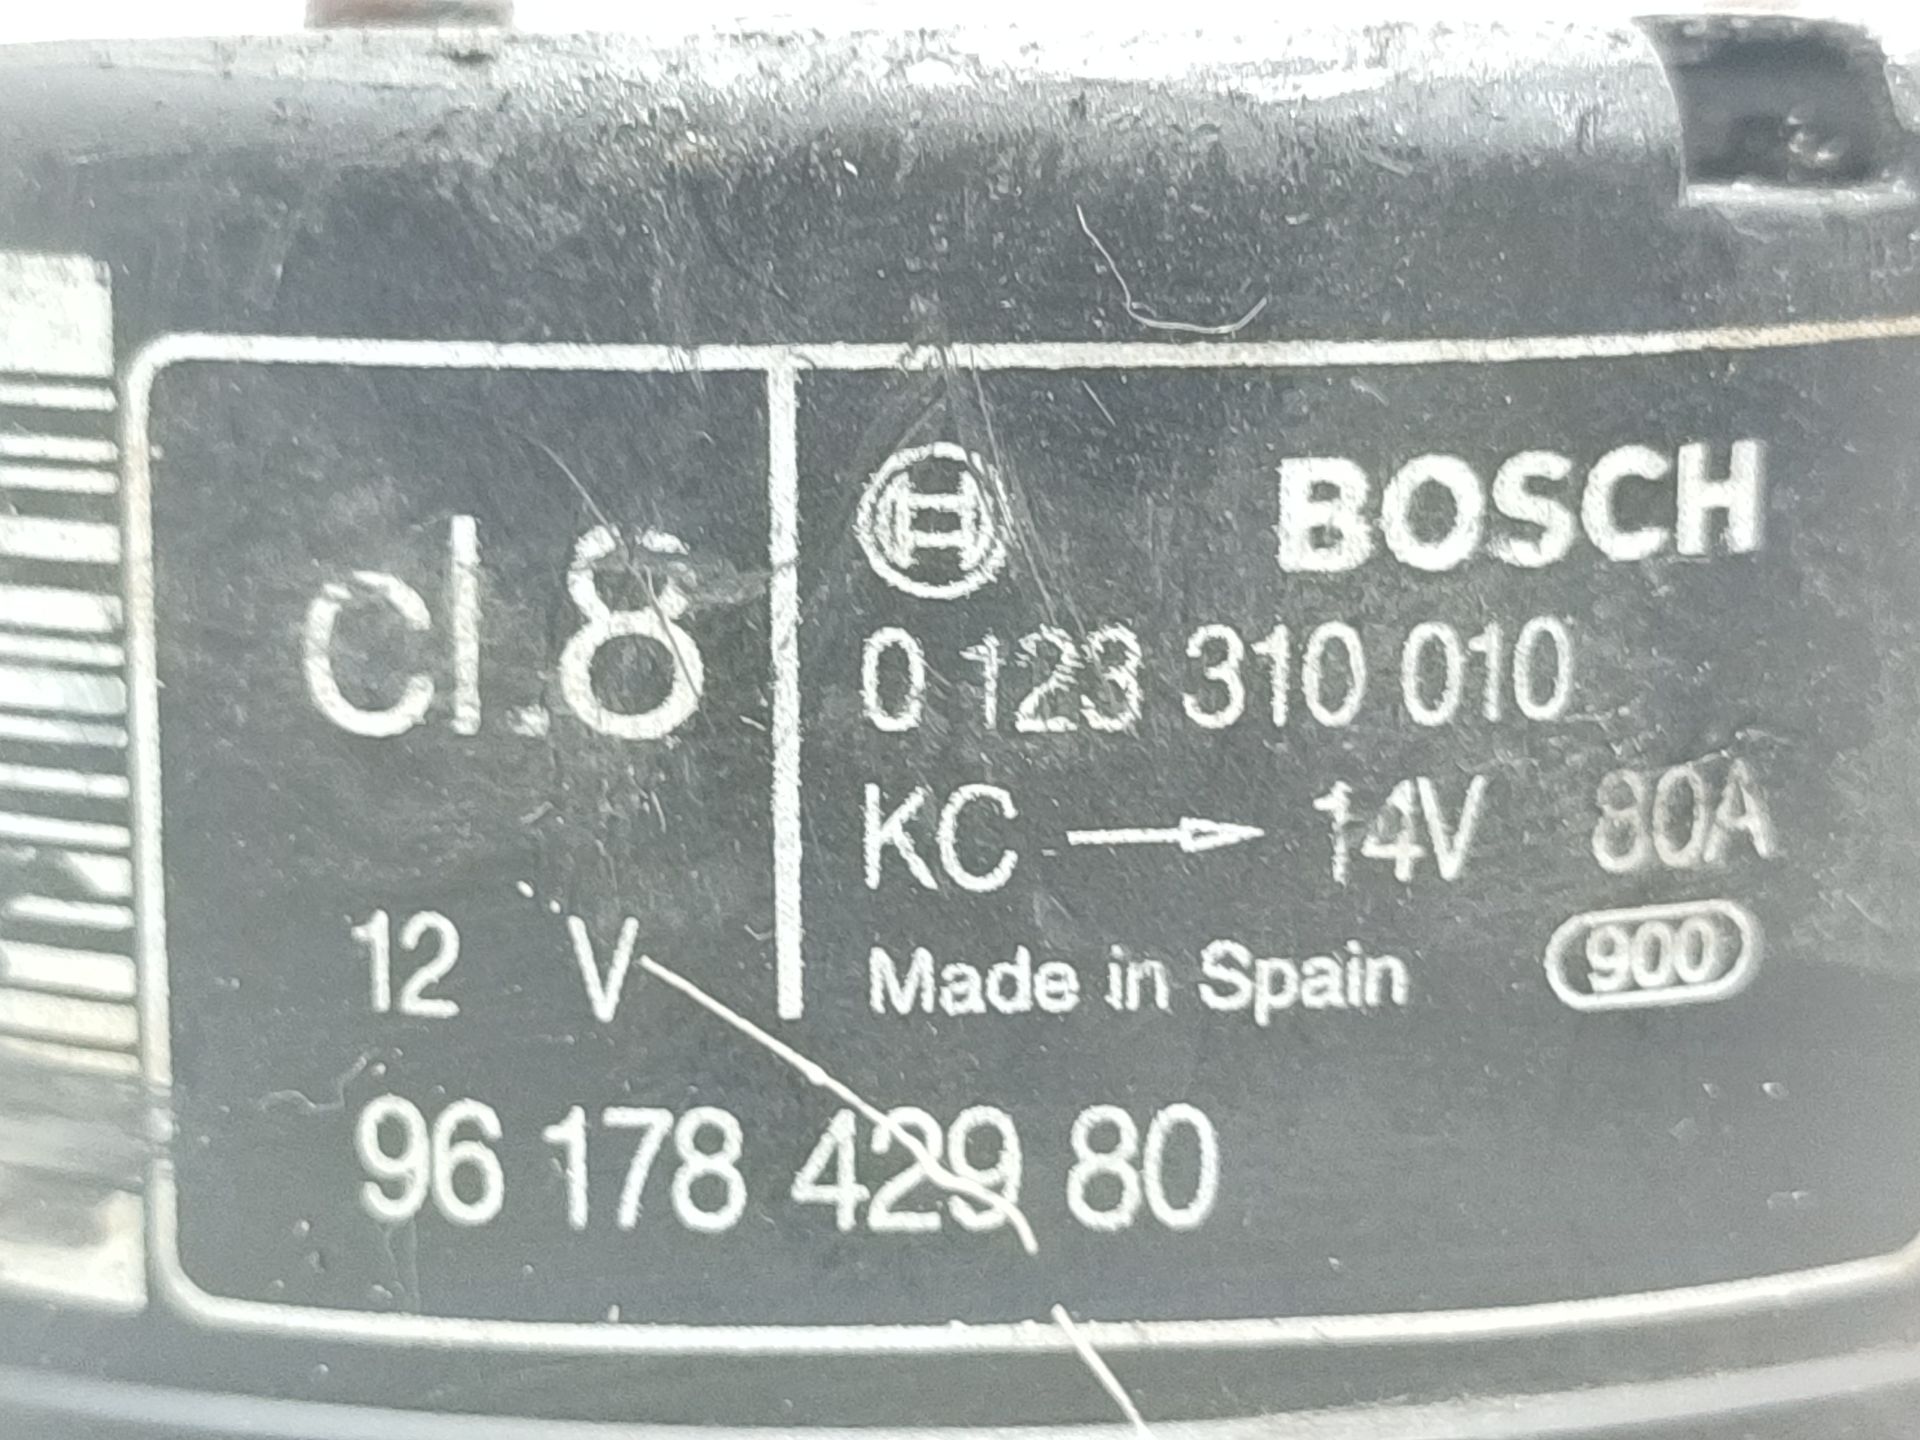 cl.8
12 V
BOSCH
0 123 310 010
KC → 14V 80A
Made in Spain 900
96 178 429 80